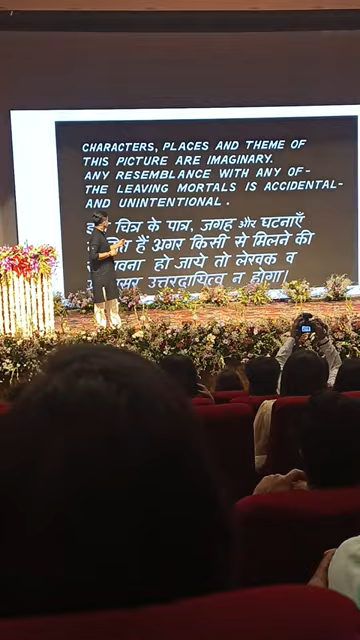 CHARACTERS, PLACES AND THEME OF
THIS PICTURE ARE IMAGINARY.
ANY RESEMBLANCE WITH ANY OF-
THE LEAVING MORTALS IS ACCIDENTAL-
AND UNINTENTIONAL.
चित्र के पात्र, जगह और घटनाएँ
हैं अगर किसी से मिलने की
हो जाये तो लेखक व
उत्तरदायित्व न होगा।